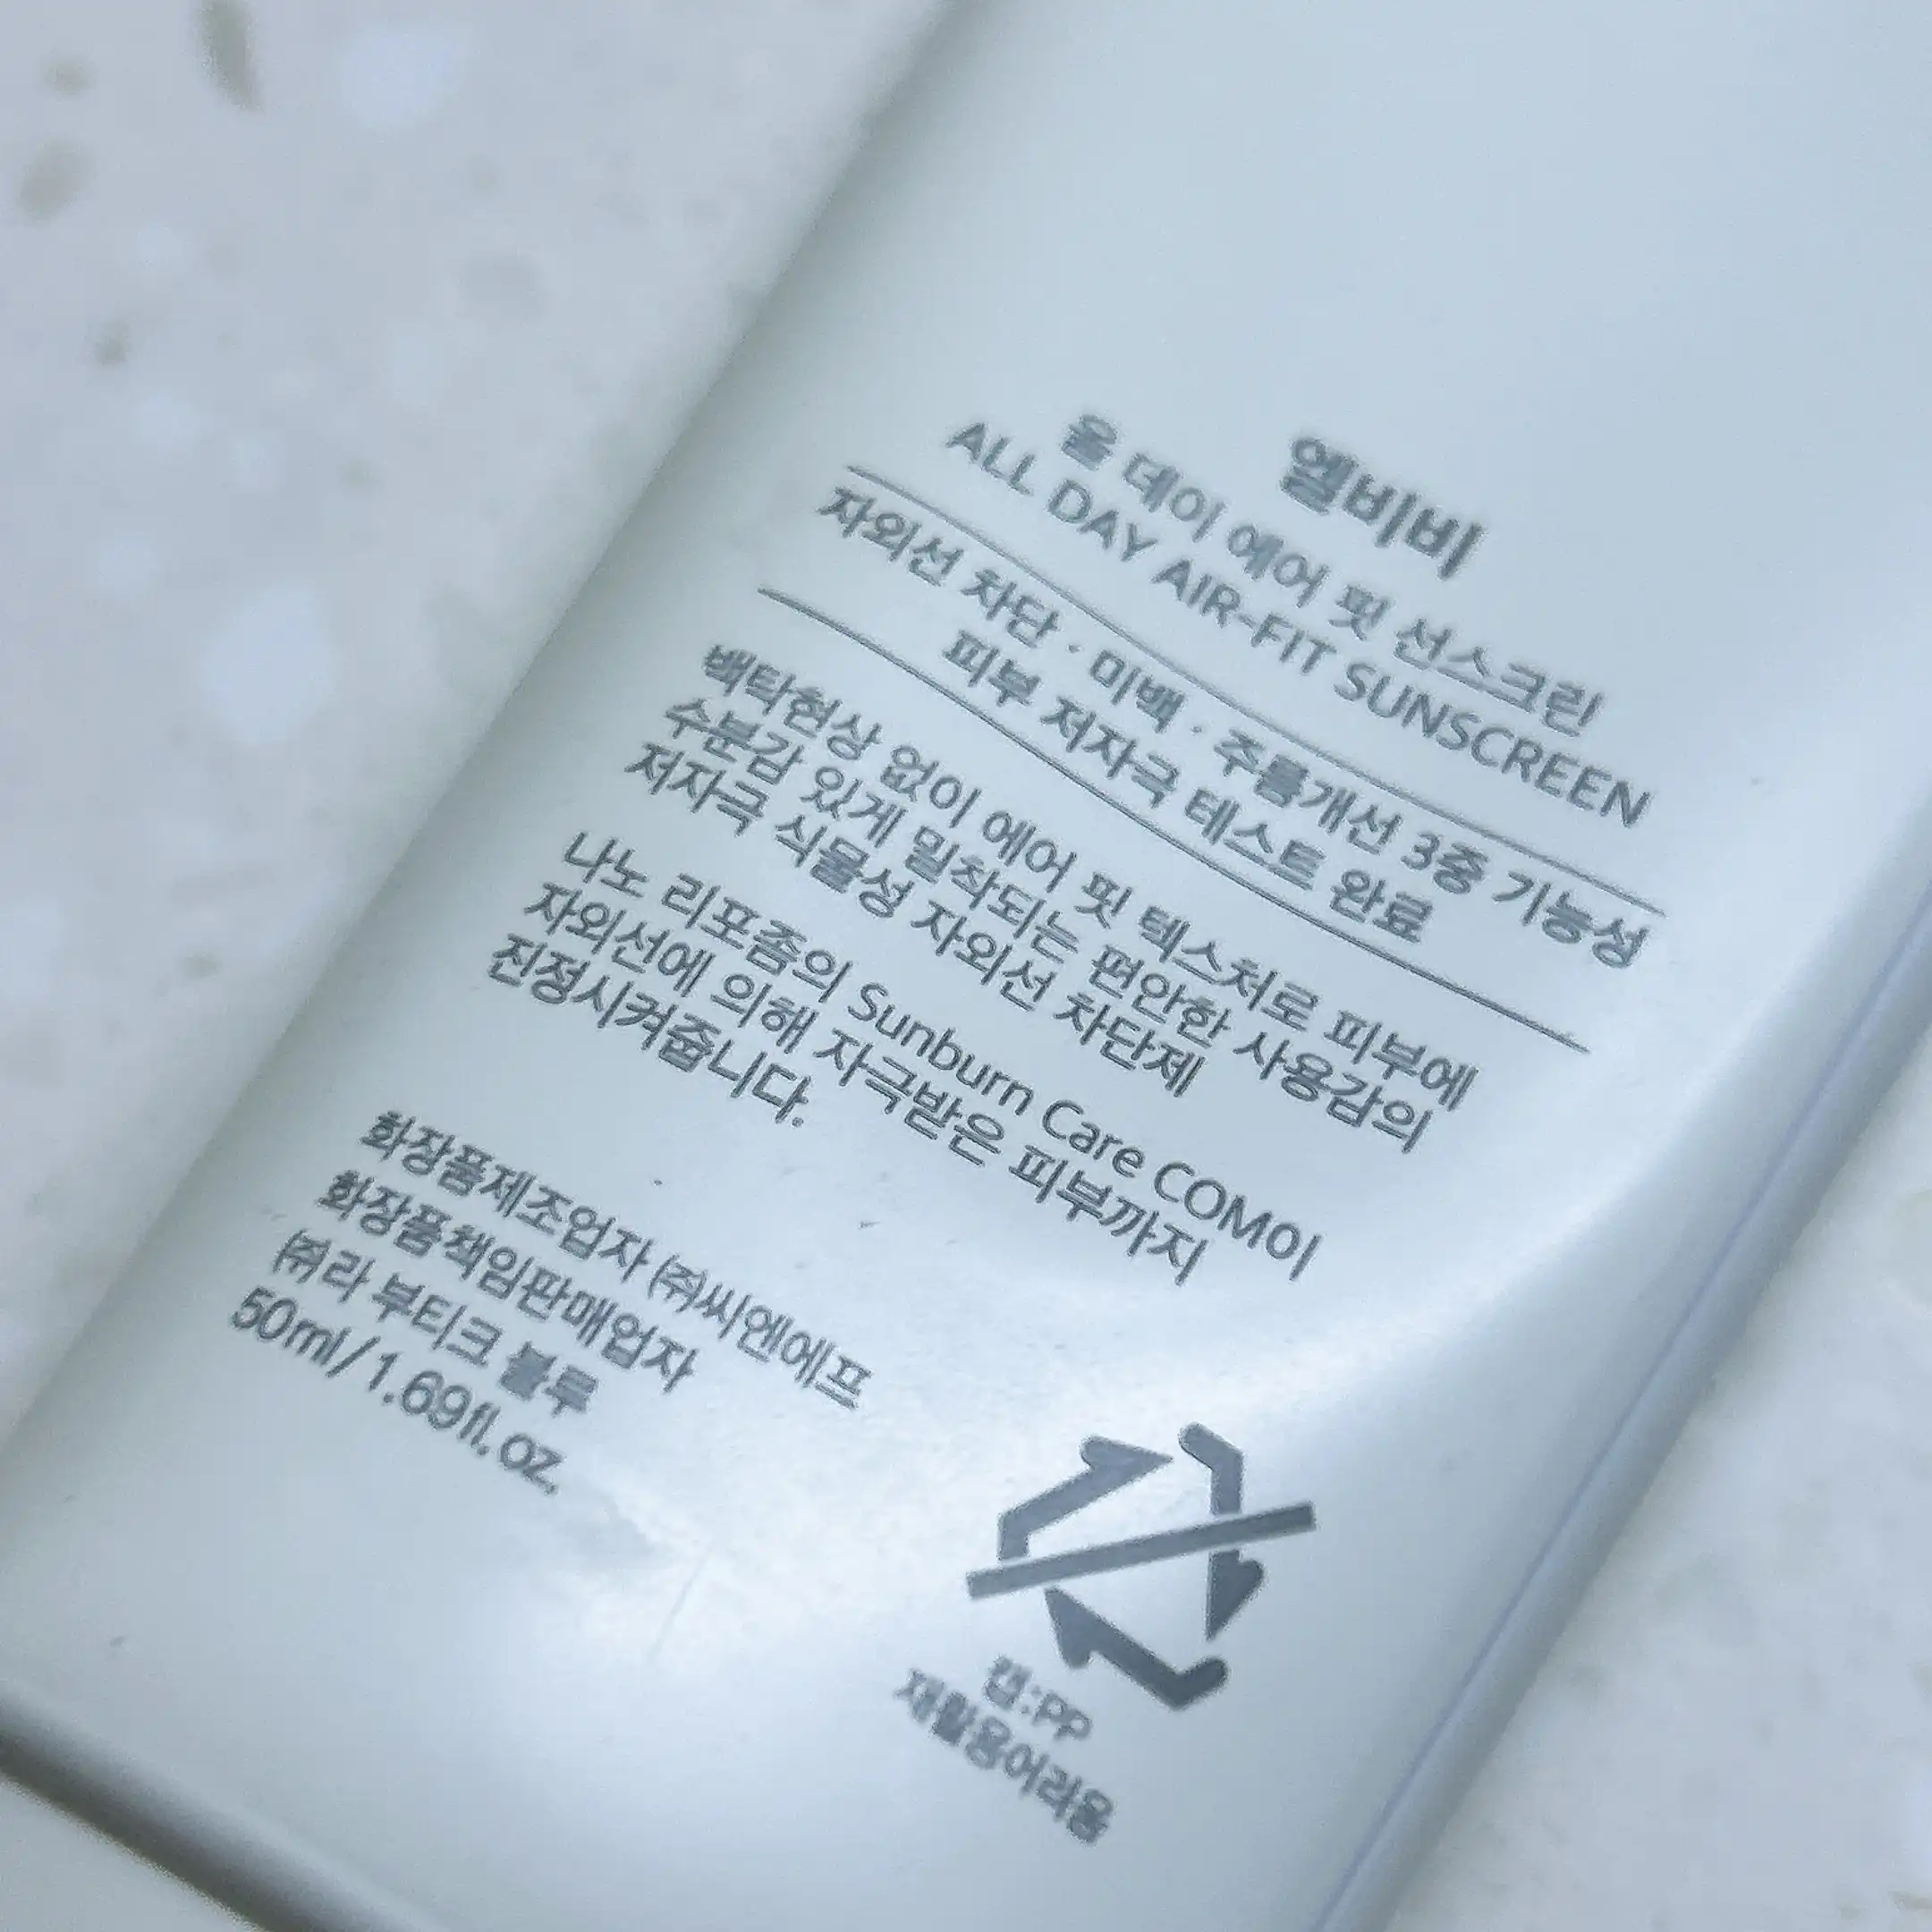 엘비비
올 데이 에어 핏 선스크린
ALL DAY AIR-FIT SUNSCREEN
자외선 차단 · 미백 · 주름개선 3중 기능성
피부 저자극 테스트 완료
백탁현상 없이 에어 핏 텍스처로 피부에
수분감 있게 밀착되는 편안한 사용감의
저자극 식물성 자외선 차단제
나노 리포좀의 Sunburn Care COM이
자외선에 의해 자극받은 피부까지
진정시켜줍니다.
화장품제조업자 ㈜씨엔에프
화장품책임판매업자
㈜라 부티크 블루
50ml/1.69fl.oz.
캡:PP
재활용어려움